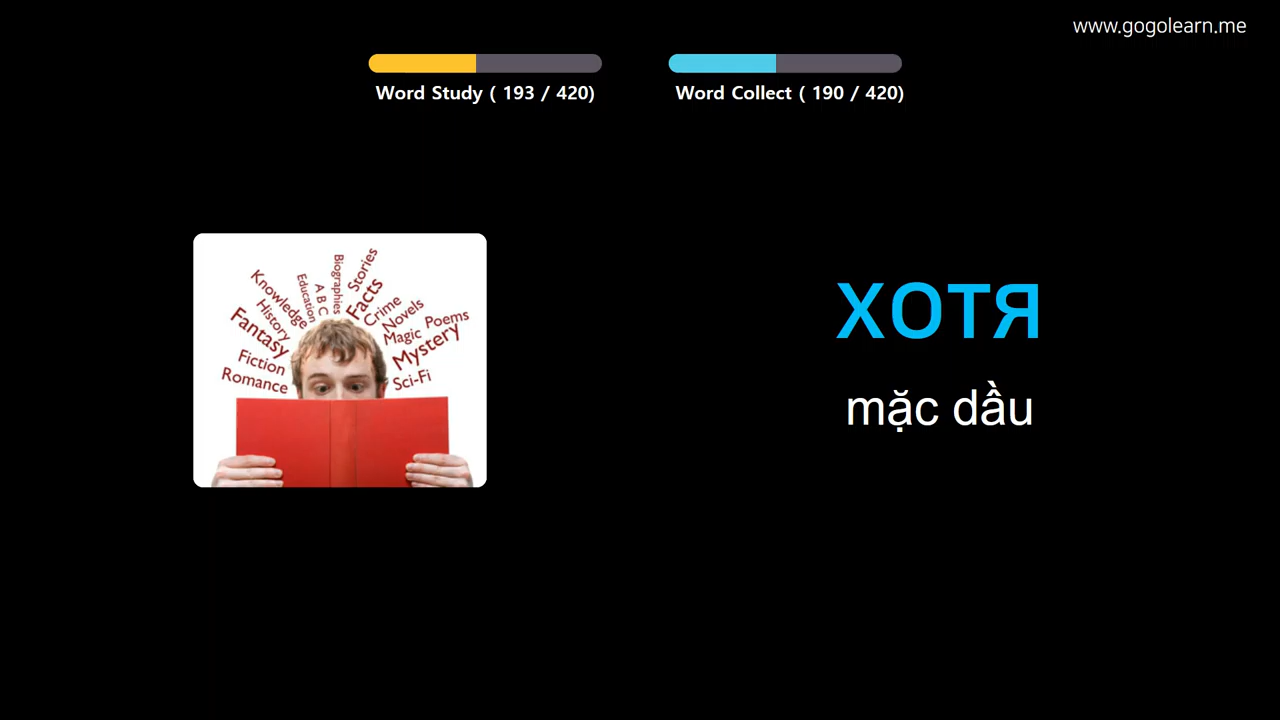 www.gogolearn.me
Word Study ( 193 / 420)
Word Collect ( 190 / 420)
Knowledge
History
Fantasy
Fiction
Romance
Education
A B C
Biographies
Stories
Facts
Crime
Novels
Magic
Poems
Mystery
Sci-Fi
хотя
mặc dầu